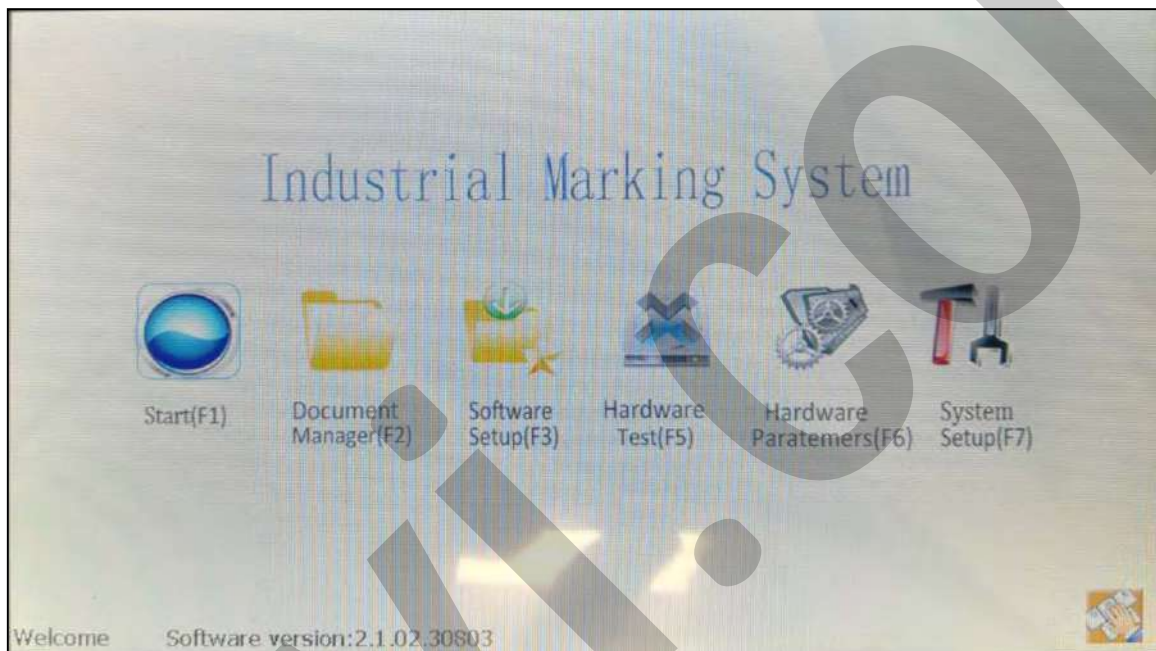 Industrial Marking System
Start(F1)
Document
Manager(F2)
Software
Setup(F3)
Hardware
Test(F5)
Hardware
Paratemers(F6)
System
Setup(F7)
Welcome
Software version:2.1.02.30803